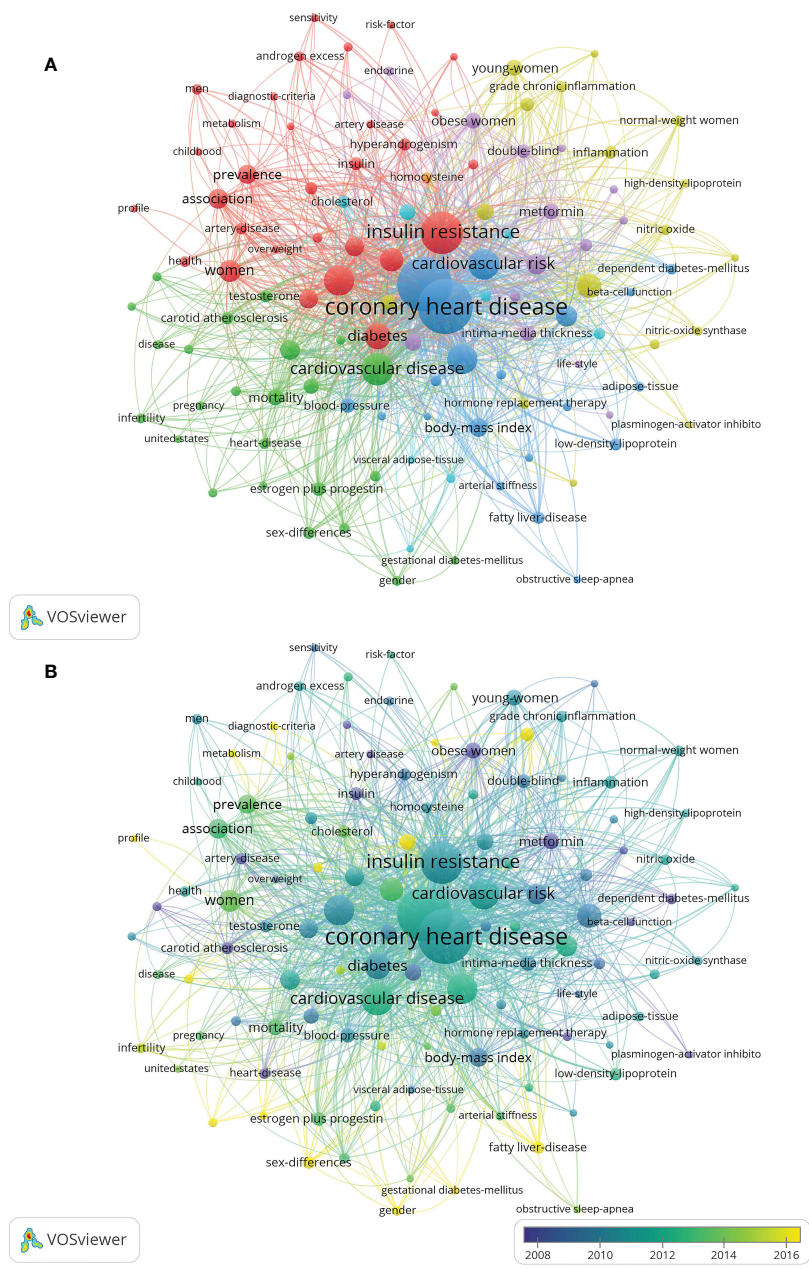 A
sensitivity
risk-factor
androgen excess
endocrine
young-women
grade chronic inflammation
men
diagnostic-criteria
metabolism
artery disease
obese women
normal-weight women
childhood
hyperandrogenism
double-blind
inflammation
prevalence
insulin
homocysteine
high-density-lipoprotein
association
cholesterol
metformin
profile
artery-disease
insulin resistance
nitric oxide
overweight
health
women
cardiovascular risk
dependent diabetes-mellitus
testosterone
beta-cell function
coronary heart disease
carotid atherosclerosis
diabetes
intima-media thickness
nitric-oxide synthase
disease
cardiovascular disease
life-style
adipose-tissue
mortality
pregnancy
blood-pressure
hormone replacement therapy
infertility
plasminogen-activator inhibito
united-states
heart-disease
body-mass index
low-density-lipoprotein
visceral adipose-tissue
estrogen plus progestin
arterial stiffness
fatty liver-disease
sex-differences
gestational diabetes-mellitus
gender
obstructive sleep-apnea
VOSviewer
B
sensitivity
risk-factor
androgen excess
endocrine
young-women
grade chronic inflammation
men
diagnostic-criteria
metabolism
artery disease
obese women
normal-weight women
childhood
hyperandrogenism
double-blind
inflammation
prevalence
insulin
homocysteine
high-density-lipoprotein
association
cholesterol
metformin
profile
artery-disease
insulin resistance
nitric oxide
overweight
health
women
cardiovascular risk
dependent diabetes-mellitus
testosterone
beta-cell function
coronary heart disease
carotid atherosclerosis
diabetes
intima-media thickness
nitric-oxide synthase
disease
cardiovascular disease
life-style
adipose-tissue
mortality
pregnancy
blood-pressure
hormone replacement therapy
infertility
plasminogen-activator inhibito
united-states
heart-disease
body-mass index
low-density-lipoprotein
visceral adipose-tissue
estrogen plus progestin
arterial stiffness
fatty liver-disease
sex-differences
gestational diabetes-mellitus
gender
obstructive sleep-apnea
VOSviewer
2008 2010 2012 2014 2016